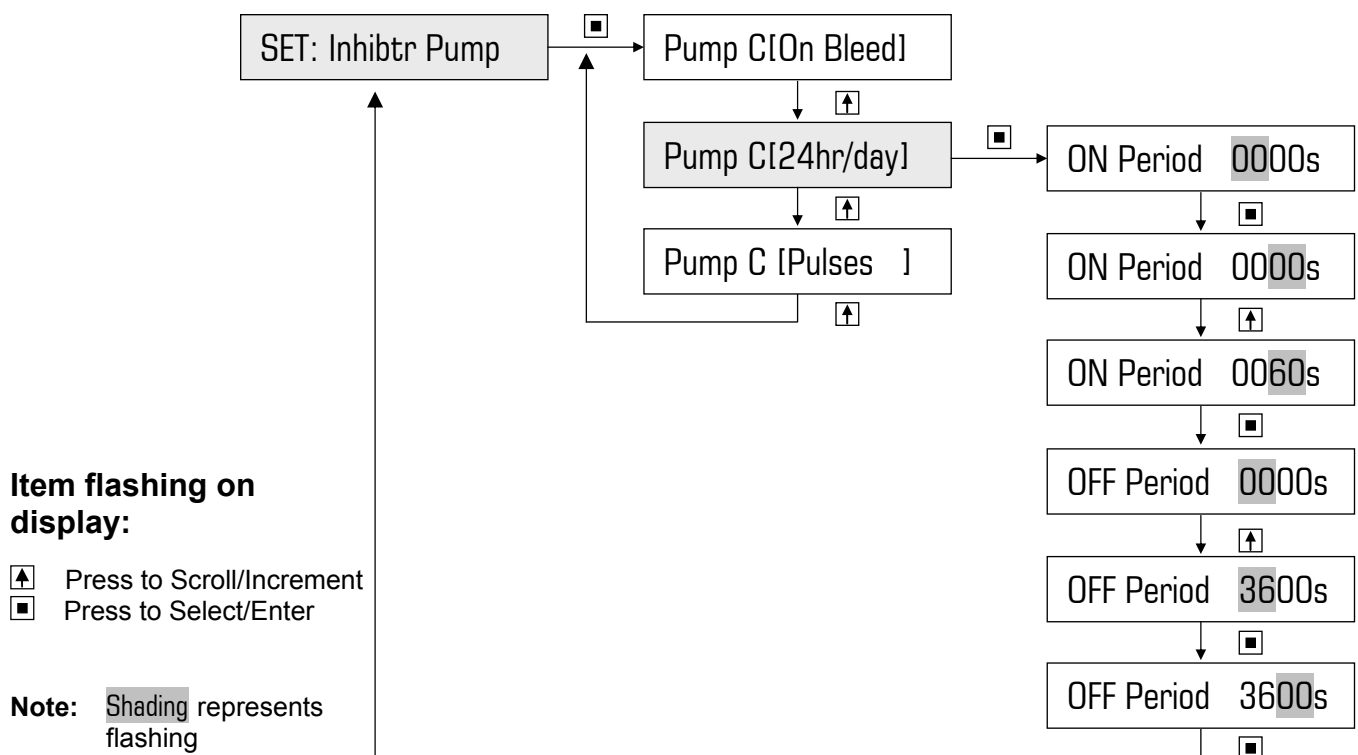 SET: Inhibtr Pump
Pump C[On Bleed]
Pump C[24hr/day]
Pump C [Pulses ]
ON Period 0000s
ON Period 0000s
ON Period 0060s
OFF Period 0000s
OFF Period 3600s
OFF Period 3600s
Item flashing on
display:
Press to Scroll/Increment
Press to Select/Enter
Note: Shading represents
flashing